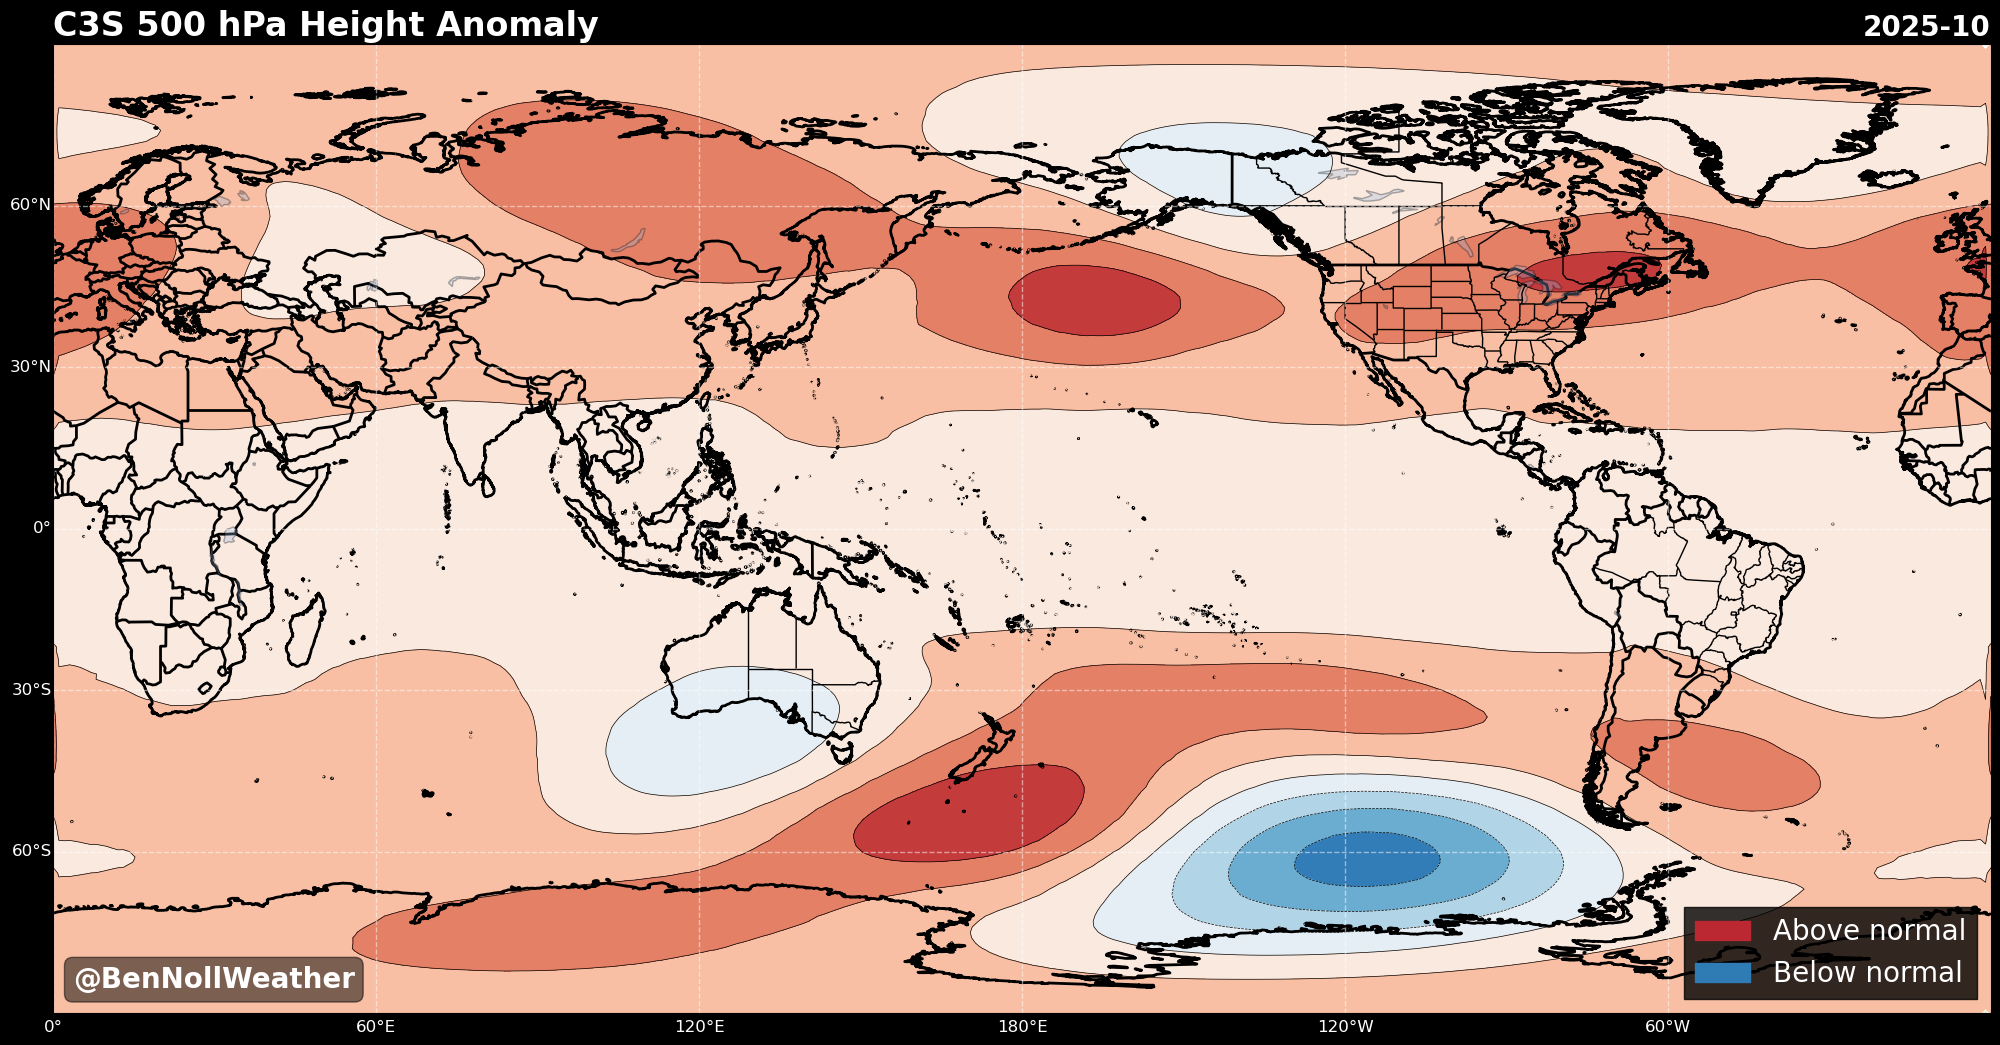 C3S 500 hPa Height Anomaly
2025-10
60°N
30°N
0°
30°S
60°S
Above normal
Below normal
@BenNollWeather
0°
60°E
120°E
180°E
120°W
60°W